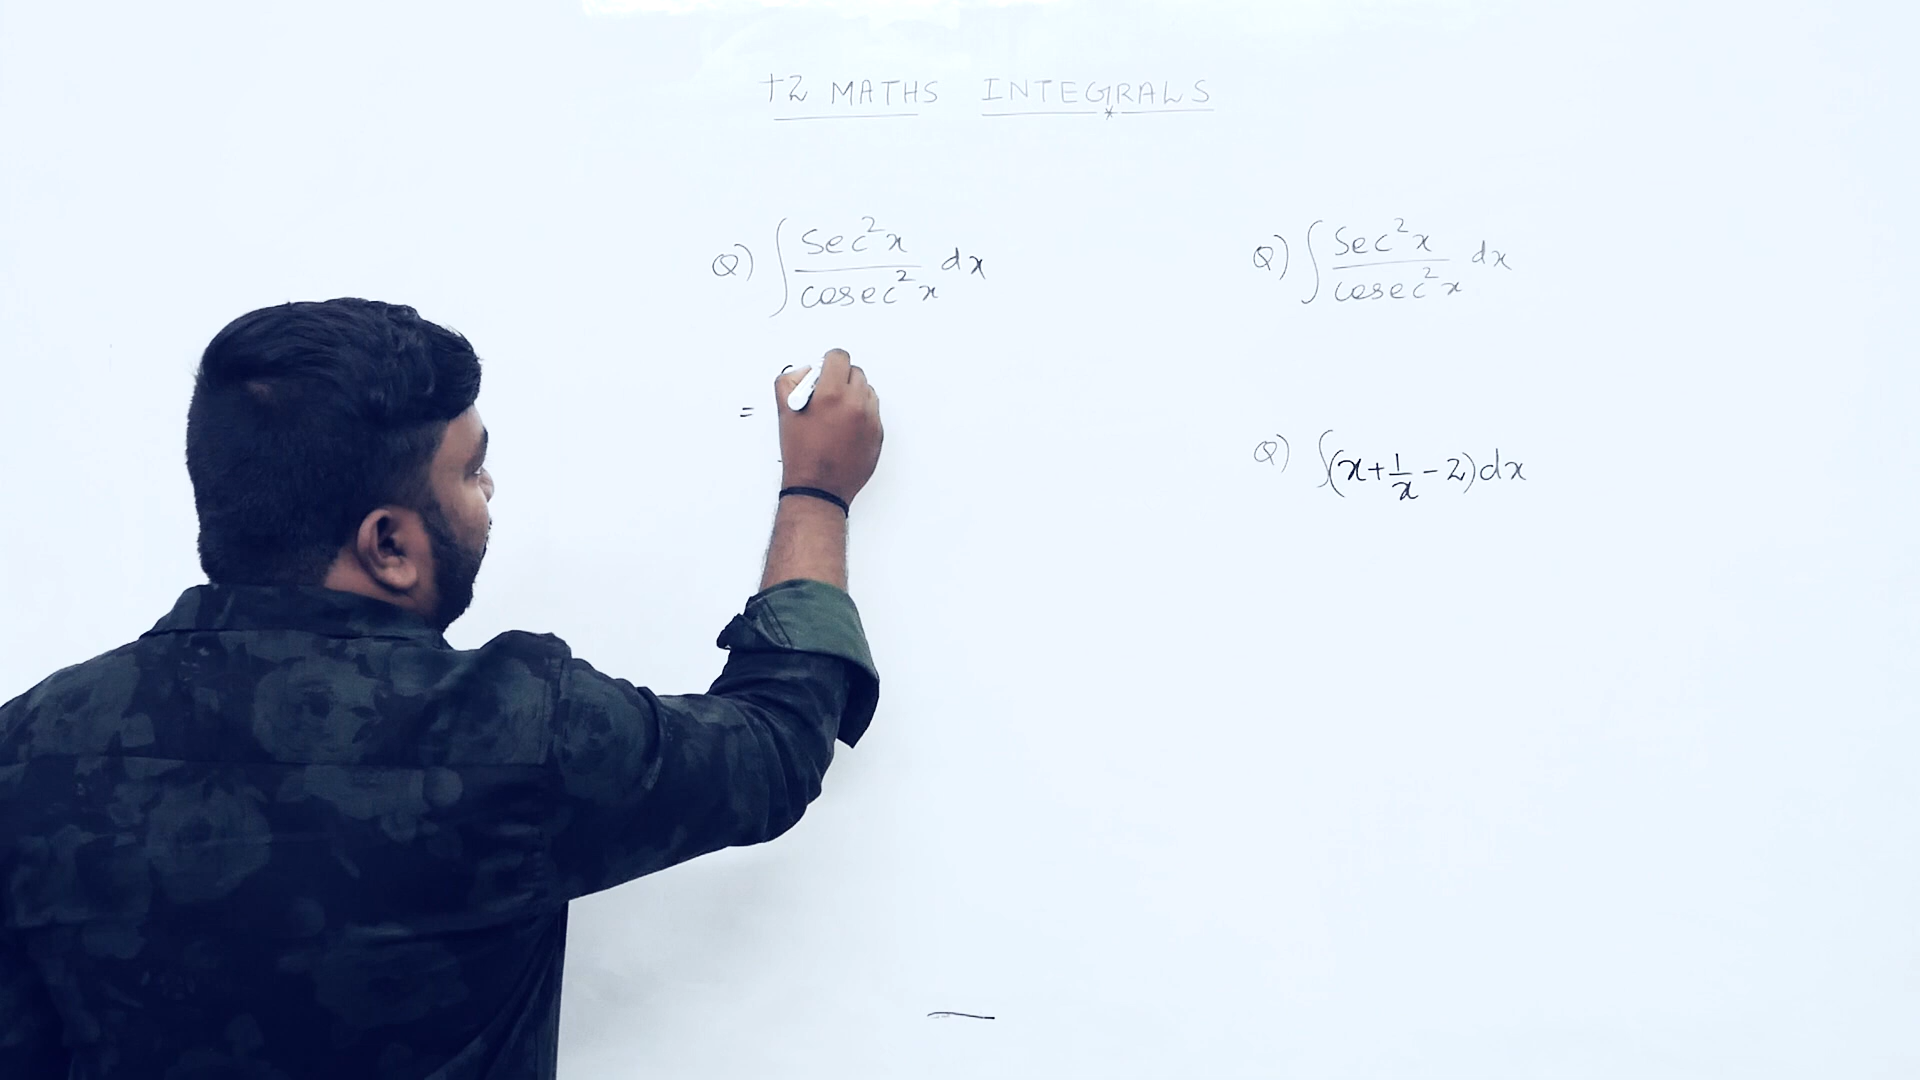 +2 MATHS INTEGRALS
Q) ∫ Sec²x / cosec²x dx
=
Q) ∫ Sec²x / cosec²x dx
Q) ∫(x + 1/x - 2)dx